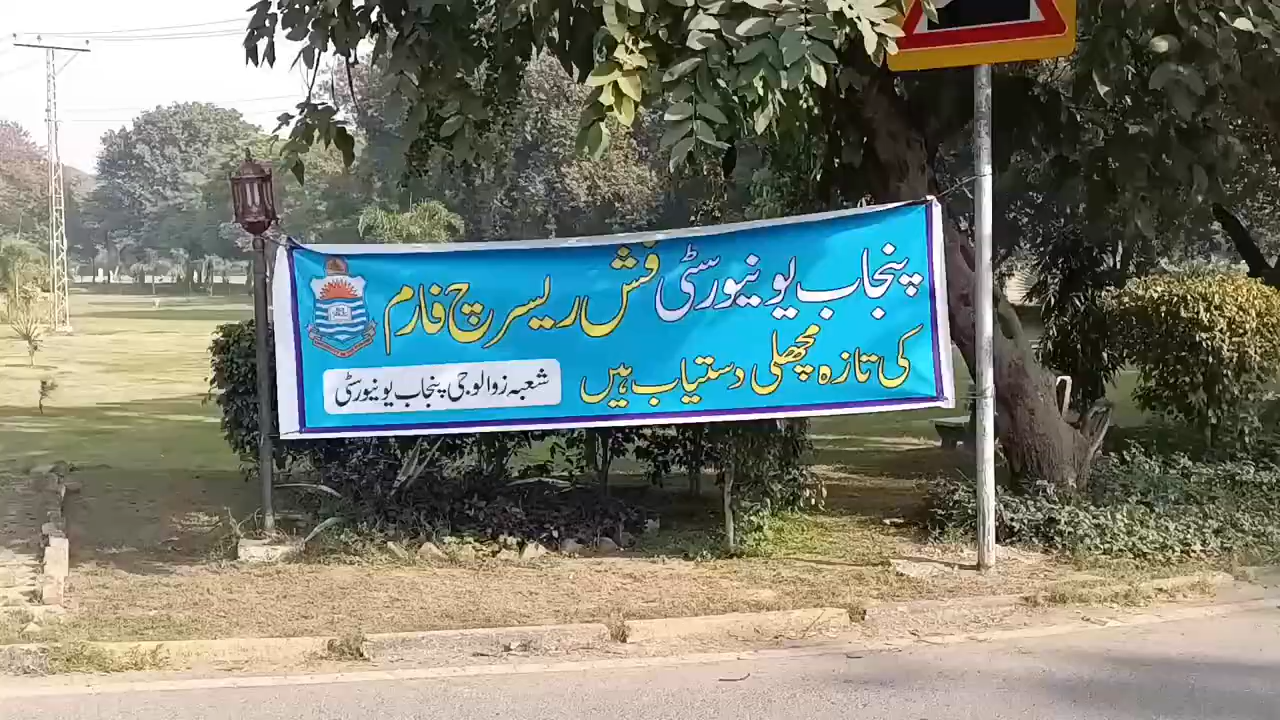 پنجاب یونیورسٹی فش ریسرچ فارم
کی تازہ مچھلی دستیاب ہیں
شعبہ زوالوجی پنجاب یونیورسٹی